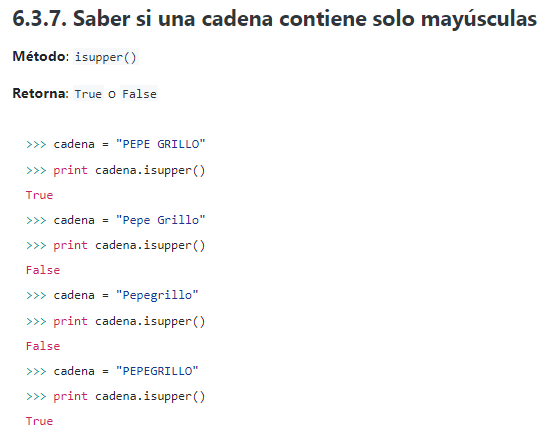 6.3.7. Saber si una cadena contiene solo mayúsculas
Método: isupper()
Retorna: True o False
>>> cadena = "PEPE GRILLO"
>>> print cadena.isupper()
True
>>> cadena = "Pepe Grillo"
>>> print cadena.isupper()
False
>>> cadena = "Pepegrillo"
>>> print cadena.isupper()
False
>>> cadena = "PEPEGRILLO"
>>> print cadena.isupper()
True